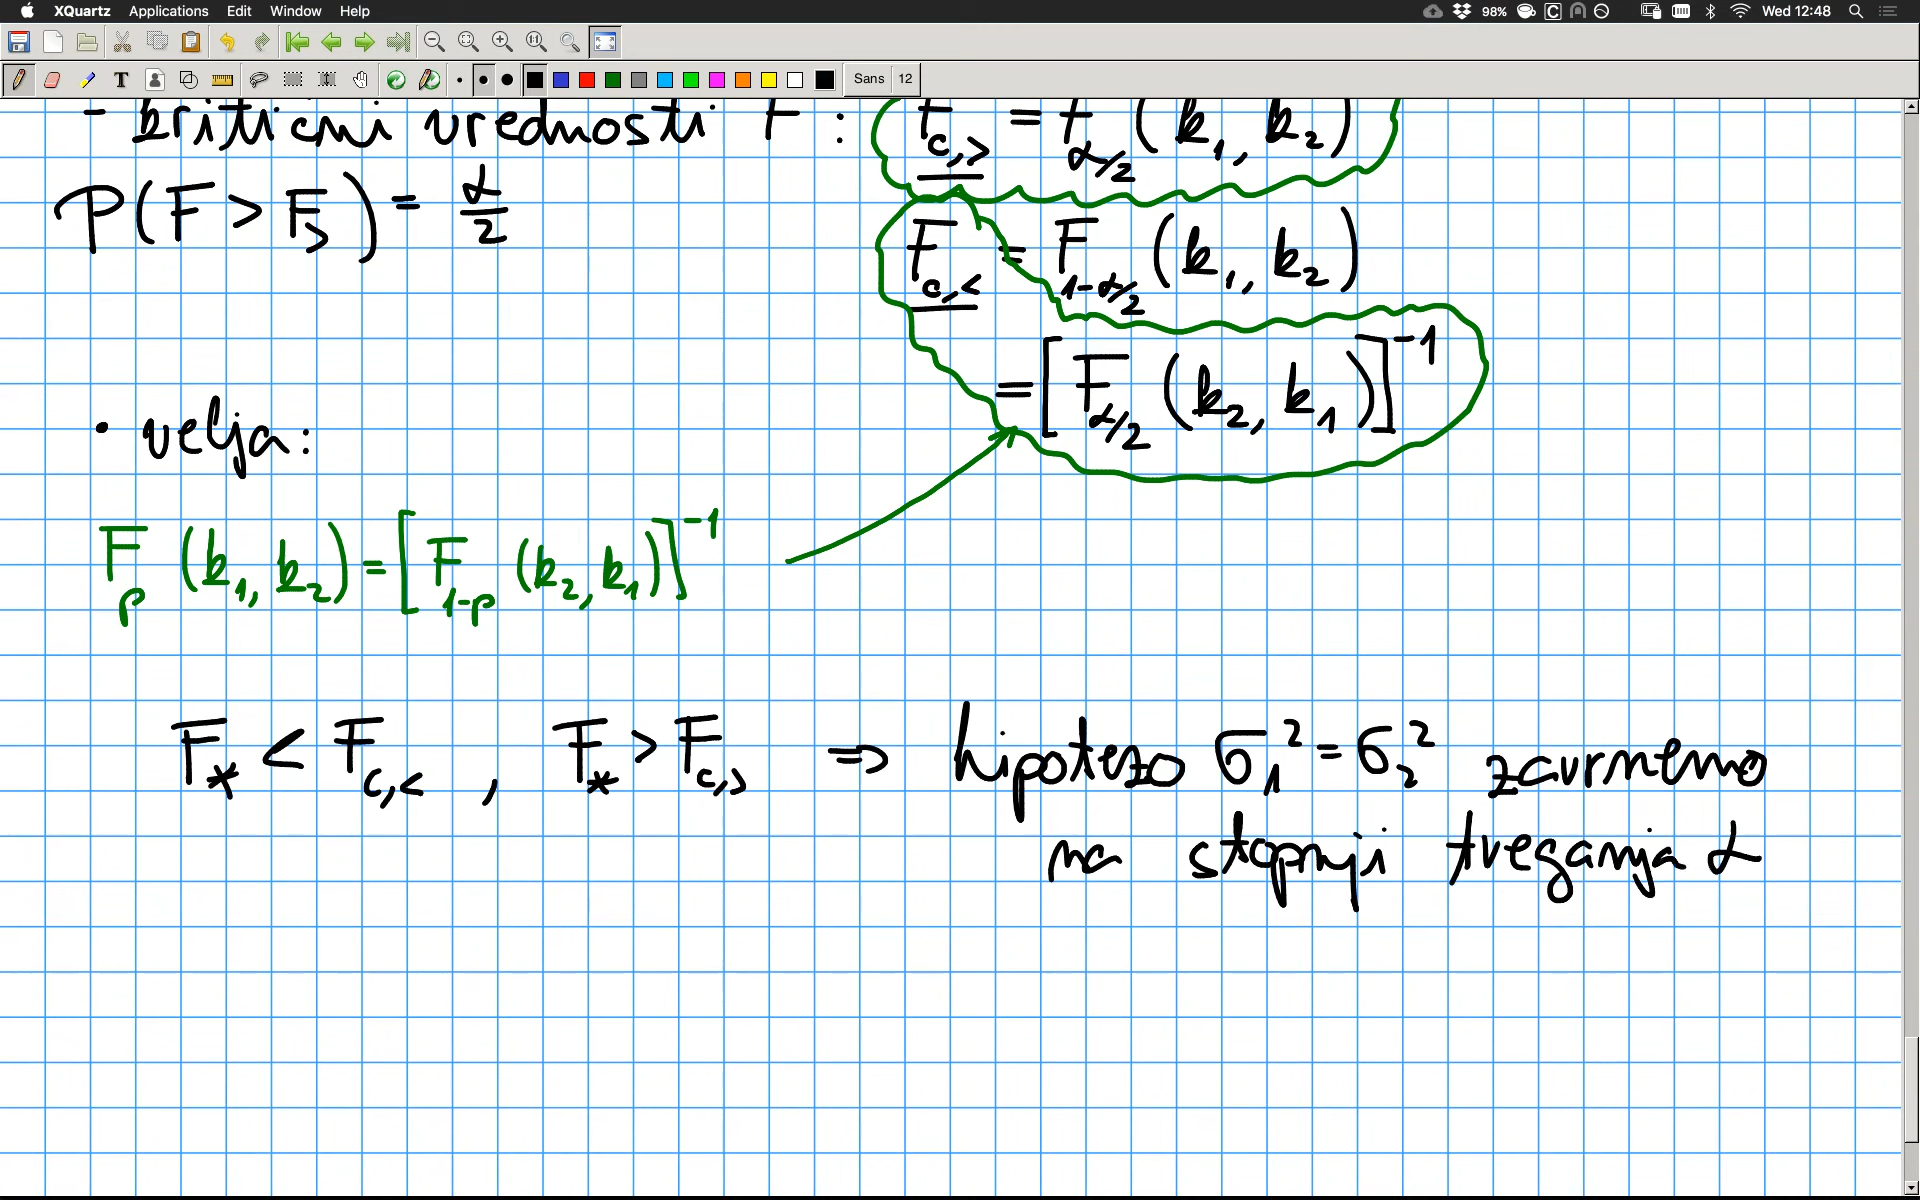 XQuartz Applications Edit Window Help 98% Wed 12:48
T Sans 12
- kritični vrednosti F : F_{c,>} = F_{α/2} (k_1, k_2)
P(F > F_>) = α/2
F_{c,<} = F_{1-α/2} (k_1, k_2)
= [F_{α/2} (k_2, k_1)]^{-1}
• velja:
F_p (k_1, k_2) = [F_{1-p} (k_2, k_1)]^{-1}
F_* < F_{c,<} , F_* > F_{c,>} ⇒ hipotezo σ_1^2 = σ_2^2 zavrnemo
na stopnji tveganja α